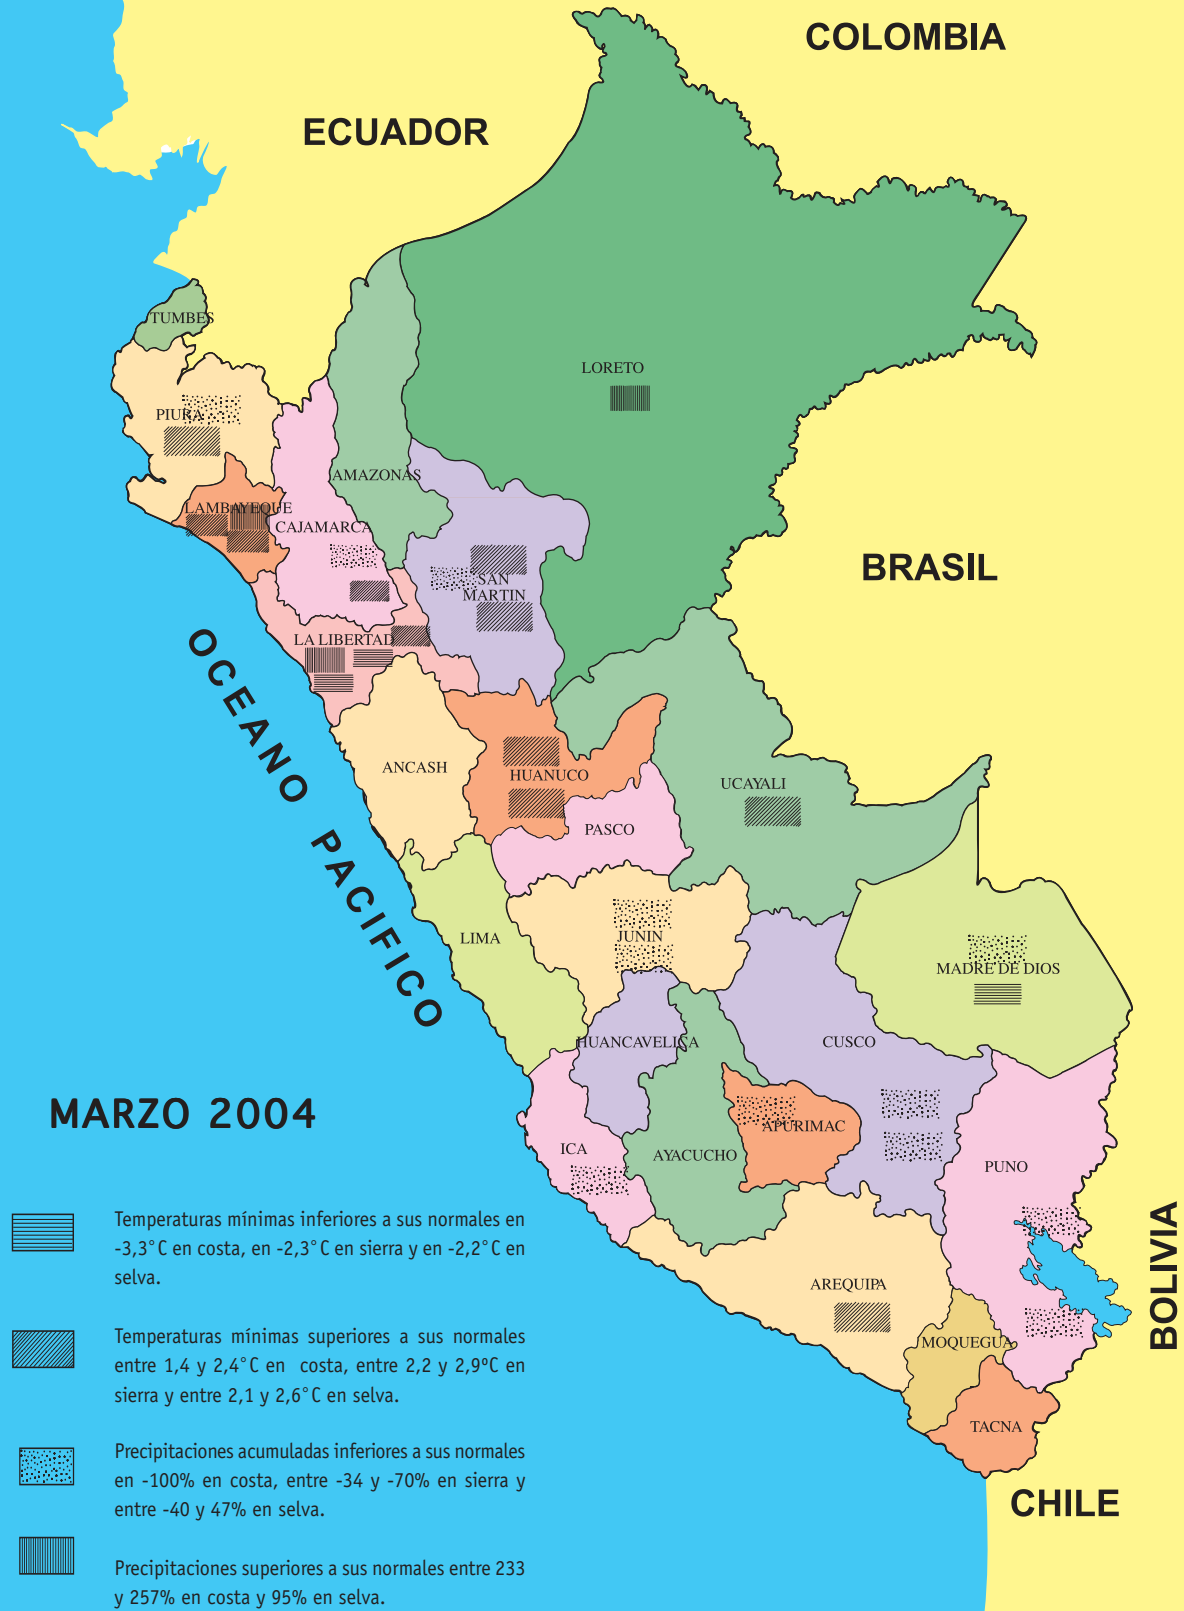 COLOMBIA
ECUADOR
TUMBES
LORETO
PIURA
AMAZONAS
LAMBAYEQUE
CAJAMARCA
BRASIL
SAN
MARTIN
LA LIBERTAD
OCEANO PACIFICO
ANCASH
HUANUCO
UCAYALI
PASCO
LIMA
JUNIN
MADRE DE DIOS
HUANCAVELICA
CUSCO
MARZO 2004
APURIMAC
ICA
AYACUCHO
PUNO
BOLIVIA
AREQUIPA
MOQUEGUA
TACNA
CHILE
Temperaturas mínimas inferiores a sus normales en
-3,3°C en costa, en -2,3°C en sierra y en -2,2°C en
selva.
Temperaturas mínimas superiores a sus normales
entre 1,4 y 2,4°C en costa, entre 2,2 y 2,9ºC en
sierra y entre 2,1 y 2,6°C en selva.
Precipitaciones acumuladas inferiores a sus normales
en -100% en costa, entre -34 y -70% en sierra y
entre -40 y 47% en selva.
Precipitaciones superiores a sus normales entre 233
y 257% en costa y 95% en selva.